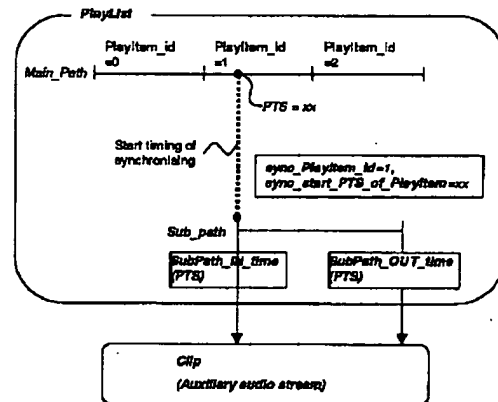 PlayList
PlayItem_id
=0
PlayItem_id
=1
PlayItem_id
=2
Main_Path
PTS = xx
Start timing of
synchronising
sync_PlayItem_id=1,
sync_start_PTS_of_PlayItem=xx
Sub_path
SubPath_IN_time
(PTS)
SubPath_OUT_time
(PTS)
Clip
(Auxiliary audio stream)